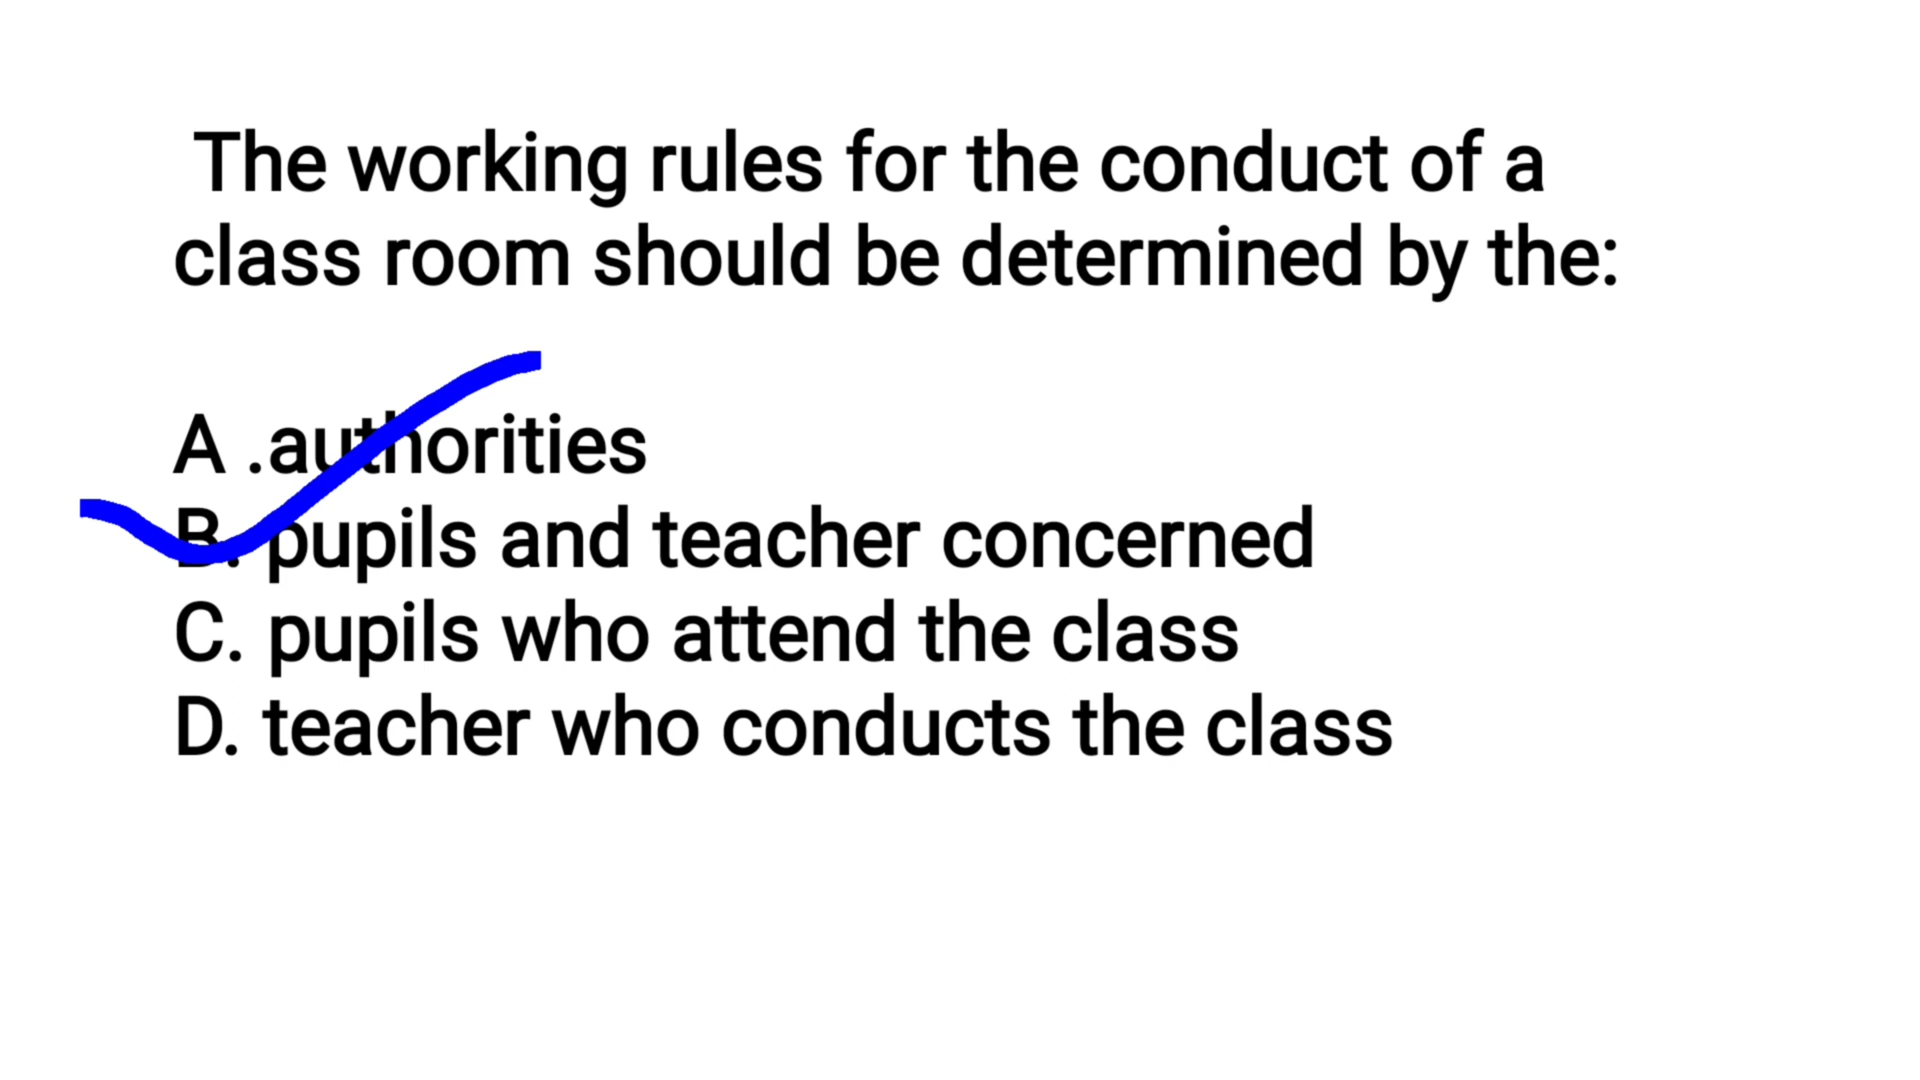 The working rules for the conduct of a
class room should be determined by the:
A .authorities
B. pupils and teacher concerned
C. pupils who attend the class
D. teacher who conducts the class